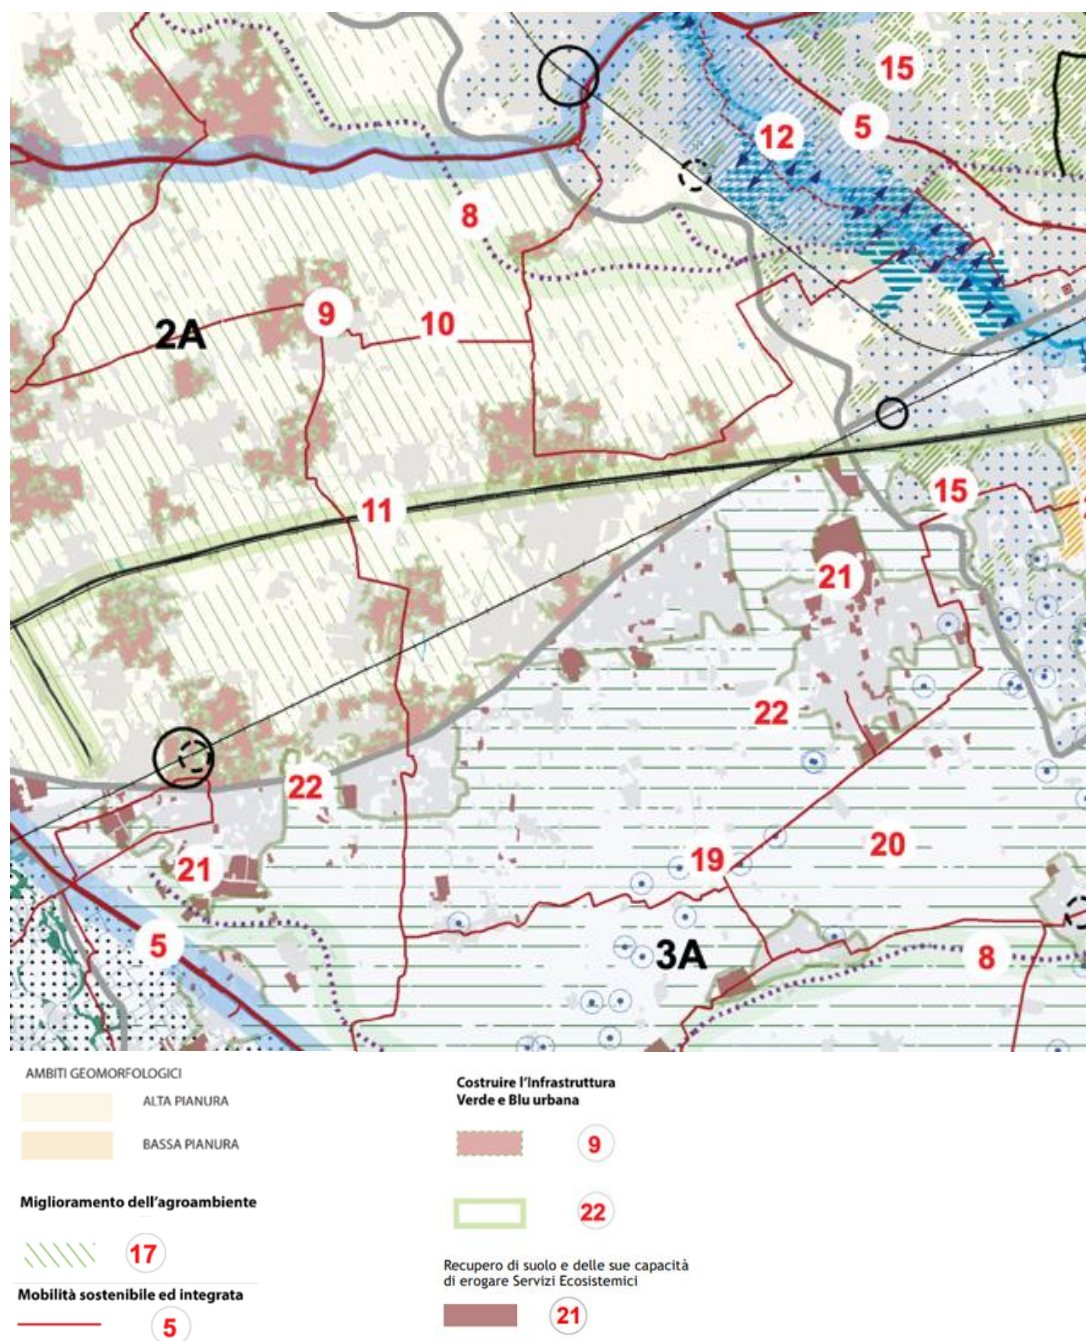 15
5
12
8
9
10
2A
11
15
21
22
22
21
19
20
5
3A
8
AMBITI GEOMORFOLOGICI
ALTA PIANURA
BASSA PIANURA
Miglioramento dell'agroambiente
17
Mobilità sostenibile ed integrata
5
Costruire l'Infrastruttura
Verde e Blu urbana
9
22
Recupero di suolo e delle sue capacità
di erogare Servizi Ecosistemici
21